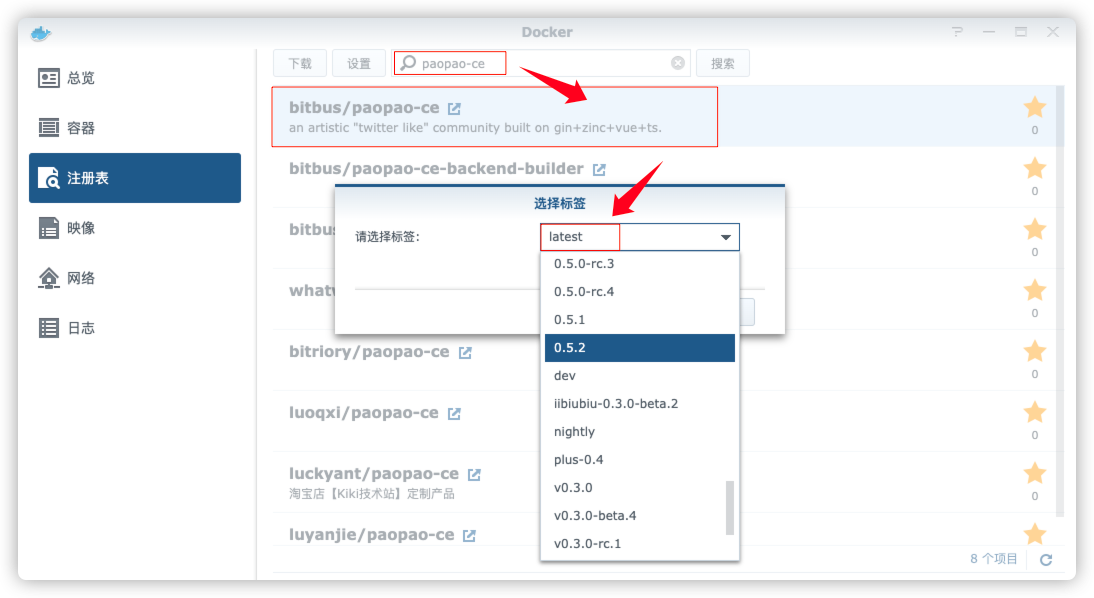 Docker
总览
容器
注册表
映像
网络
日志
下载 设置 paopao-ce 搜索
bitbus/paopao-ce
an artistic "twitter like" community built on gin+zinc+vue+ts.
0
bitbus/paopao-ce-backend-builder
0
选择标签
请选择标签: latest
0.5.0-rc.3
0.5.0-rc.4
0.5.1
0.5.2
dev
iibiubiu-0.3.0-beta.2
nightly
plus-0.4
v0.3.0
v0.3.0-beta.4
v0.3.0-rc.1
0
0
bitriory/paopao-ce
0
luoqxi/paopao-ce
0
luckyant/paopao-ce
淘宝店【Kiki技术站】定制产品
0
luyanjie/paopao-ce
8 个项目